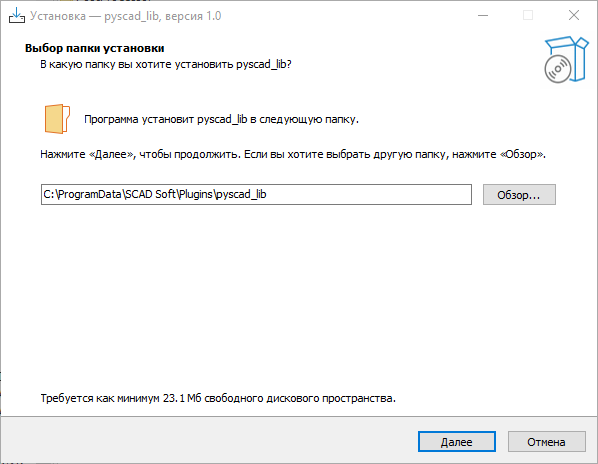 Установка — pyscad_lib, версия 1.0
Выбор папки установки
В какую папку вы хотите установить pyscad_lib?
Программа установит pyscad_lib в следующую папку.
Нажмите «Далее», чтобы продолжить. Если вы хотите выбрать другую папку, нажмите «Обзор».
C:\ProgramData\SCAD Soft\Plugins\pyscad_lib
Обзор...
Требуется как минимум 23.1 Мб свободного дискового пространства.
Далее
Отмена